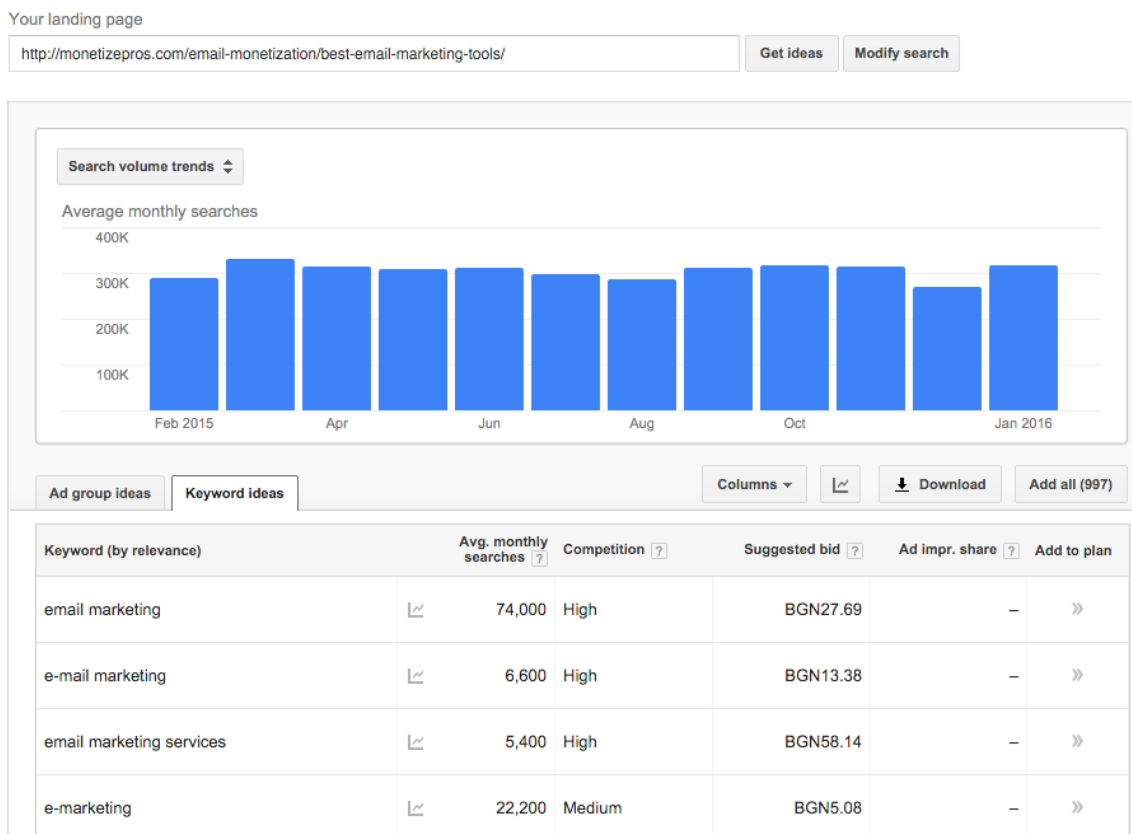 Your landing page
http://monetizepros.com/email-monetization/best-email-marketing-tools/ Get ideas Modify search
Search volume trends
Average monthly searches
400K
300K
200K
100K
Feb 2015 Apr Jun Aug Oct Jan 2016
Ad group ideas Keyword ideas Columns Download Add all (997)
Keyword (by relevance) Avg. monthly searches ? Competition ? Suggested bid ? Ad impr. share ? Add to plan
email marketing 74,000 High BGN27.69 – »
e-mail marketing 6,600 High BGN13.38 – »
email marketing services 5,400 High BGN58.14 – »
e-marketing 22,200 Medium BGN5.08 – »